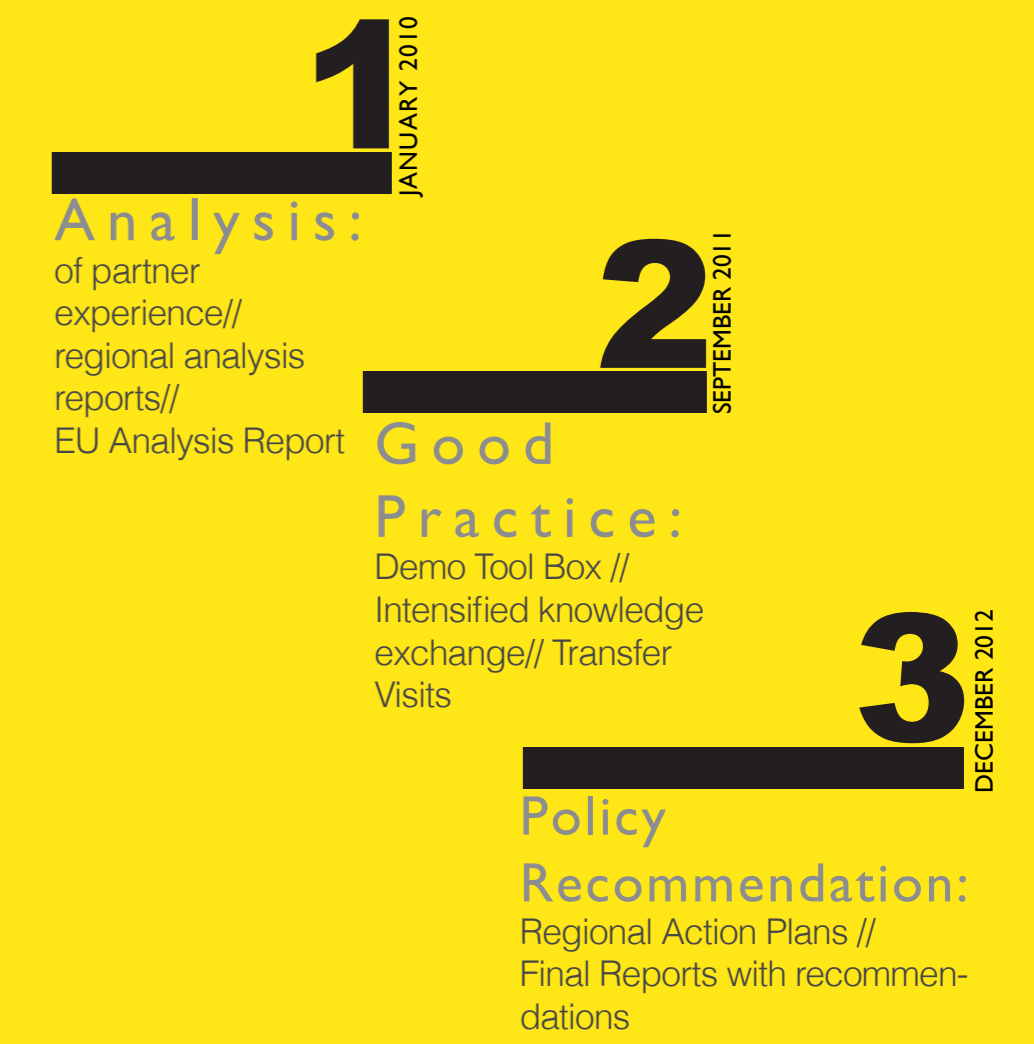 1
JANUARY 2010
Analysis:
of partner
experience//
regional analysis
reports//
EU Analysis Report
2
SEPTEMBER 2011
Good
Practice:
Demo Tool Box //
Intensified knowledge
exchange// Transfer
Visits
3
DECEMBER 2012
Policy
Recommendation:
Regional Action Plans //
Final Reports with recommen-
dations